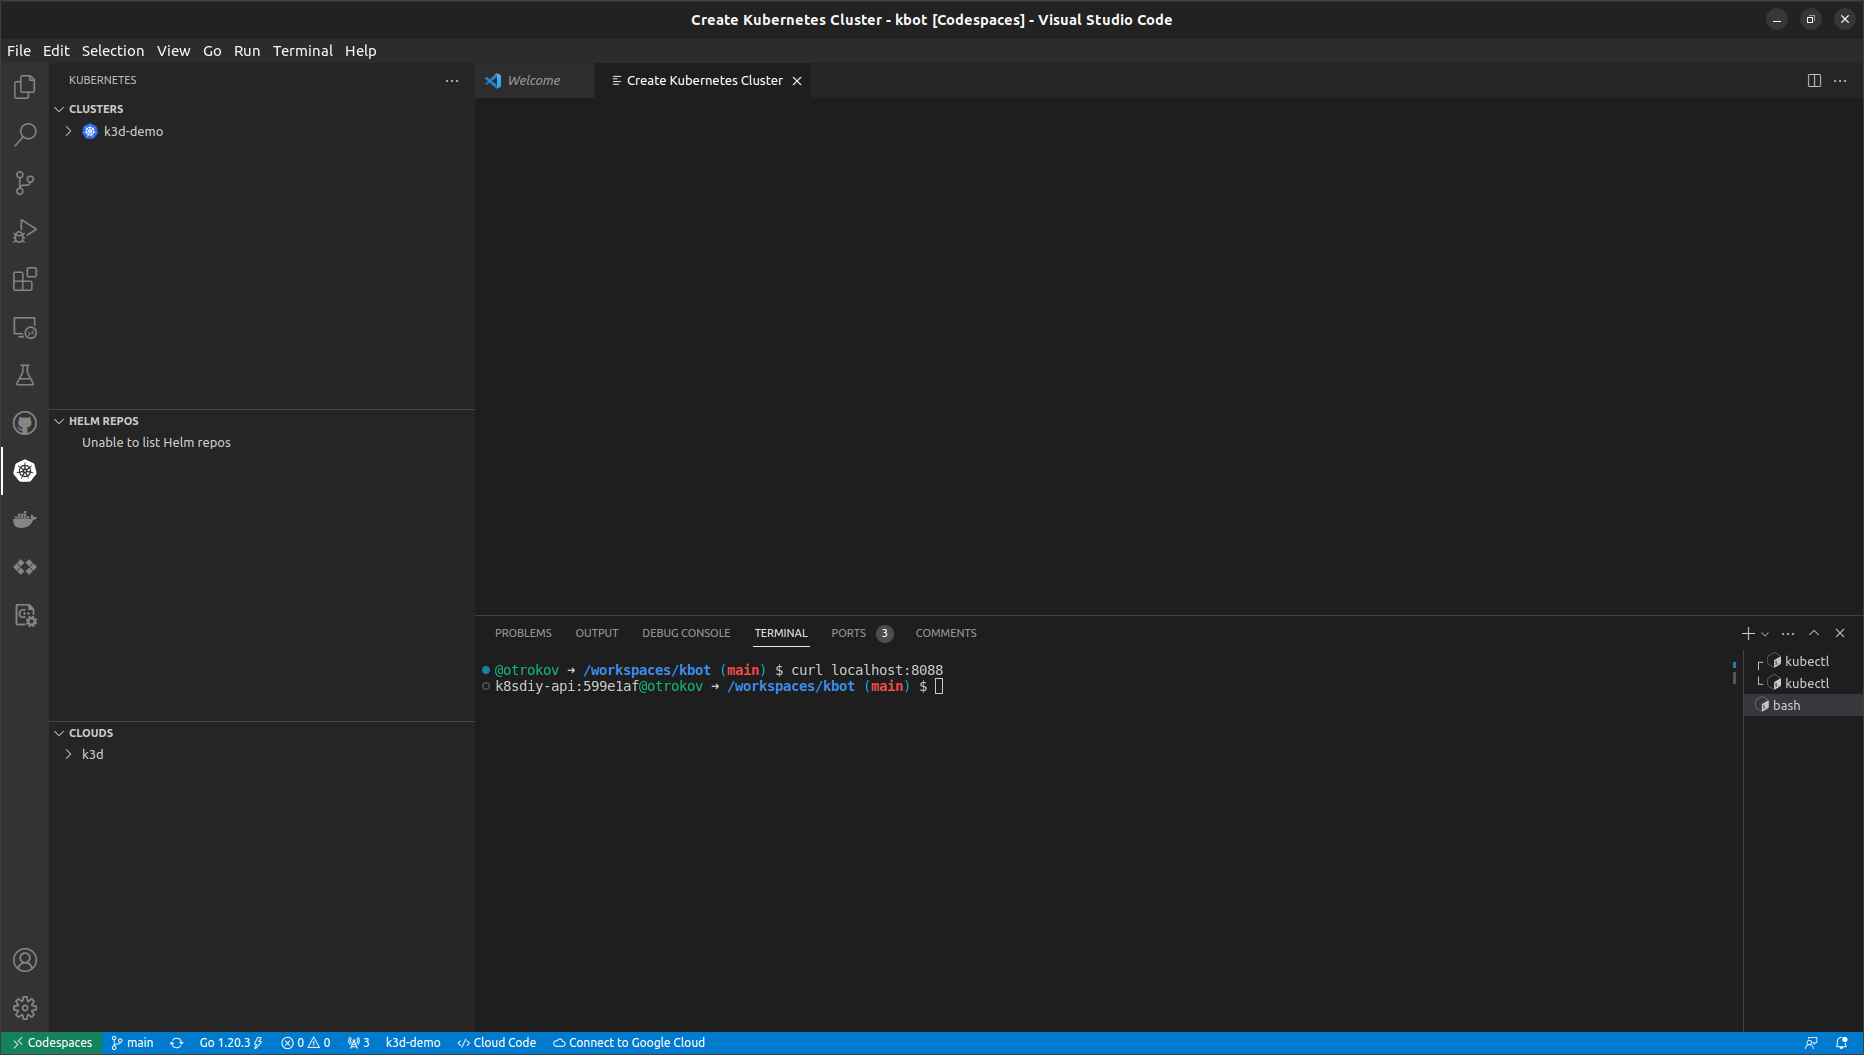 Create Kubernetes Cluster - kbot [Codespaces] - Visual Studio Code
File Edit Selection View Go Run Terminal Help
KUBERNETES
CLUSTERS
k3d-demo
HELM REPOS
Unable to list Helm repos
CLOUDS
k3d
Welcome
Create Kubernetes Cluster
PROBLEMS OUTPUT DEBUG CONSOLE TERMINAL PORTS 3 COMMENTS
@otrokov ➜ /workspaces/kbot (main) $ curl localhost:8088
k8sdiy-api:599e1af@otrokov ➜ /workspaces/kbot (main) $
kubectl
kubectl
bash
Codespaces main Go 1.20.3 0 0 3 k3d-demo Cloud Code Connect to Google Cloud